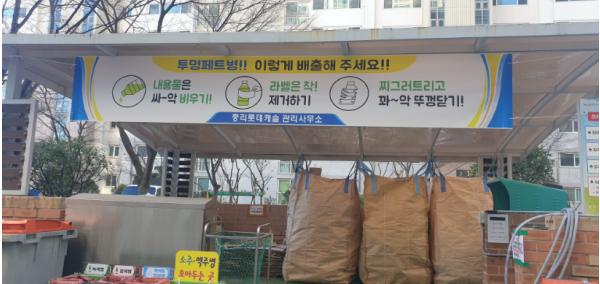 투명페트병!! 이렇게 배출해 주세요!!
내용물은
싸~악 비우기!
라벨은 착!
제거하기
찌그러트리고
꽈~악 뚜껑닫기!
중리롯데캐슬 관리사무소
소주·맥주병
모아두는 곳